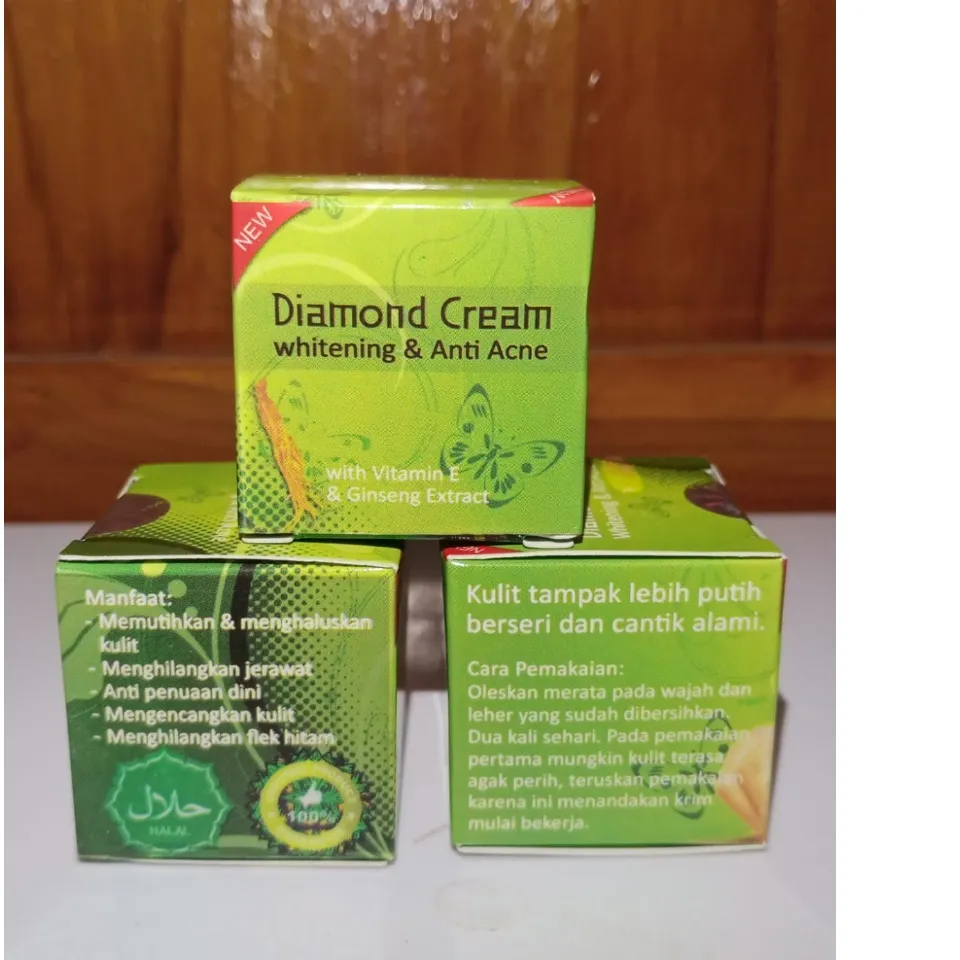 NEW
Diamond Cream
whitening & Anti Acne
with Vitamin E
& Ginseng Extract
Manfaat:
- Memutihkan & menghaluskan
kulit
- Menghilangkan jerawat
- Anti penuaan dini
- Mengencangkan kulit
- Menghilangkan flek hitam
حلال
HALAL
100%
whitening &
Kulit tampak lebih putih
berseri dan cantik alami.
Cara Pemakaian:
Oleskan merata pada wajah dan
leher yang sudah dibersihkan.
Dua kali sehari. Pada pemakaian
pertama mungkin kulit terasa
agak perih, teruskan pemakaian
karena ini menandakan krim
mulai bekerja.